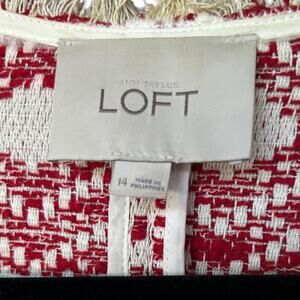 ANN TAYLOR
LOFT
14
MADE IN
PHILIPPINES